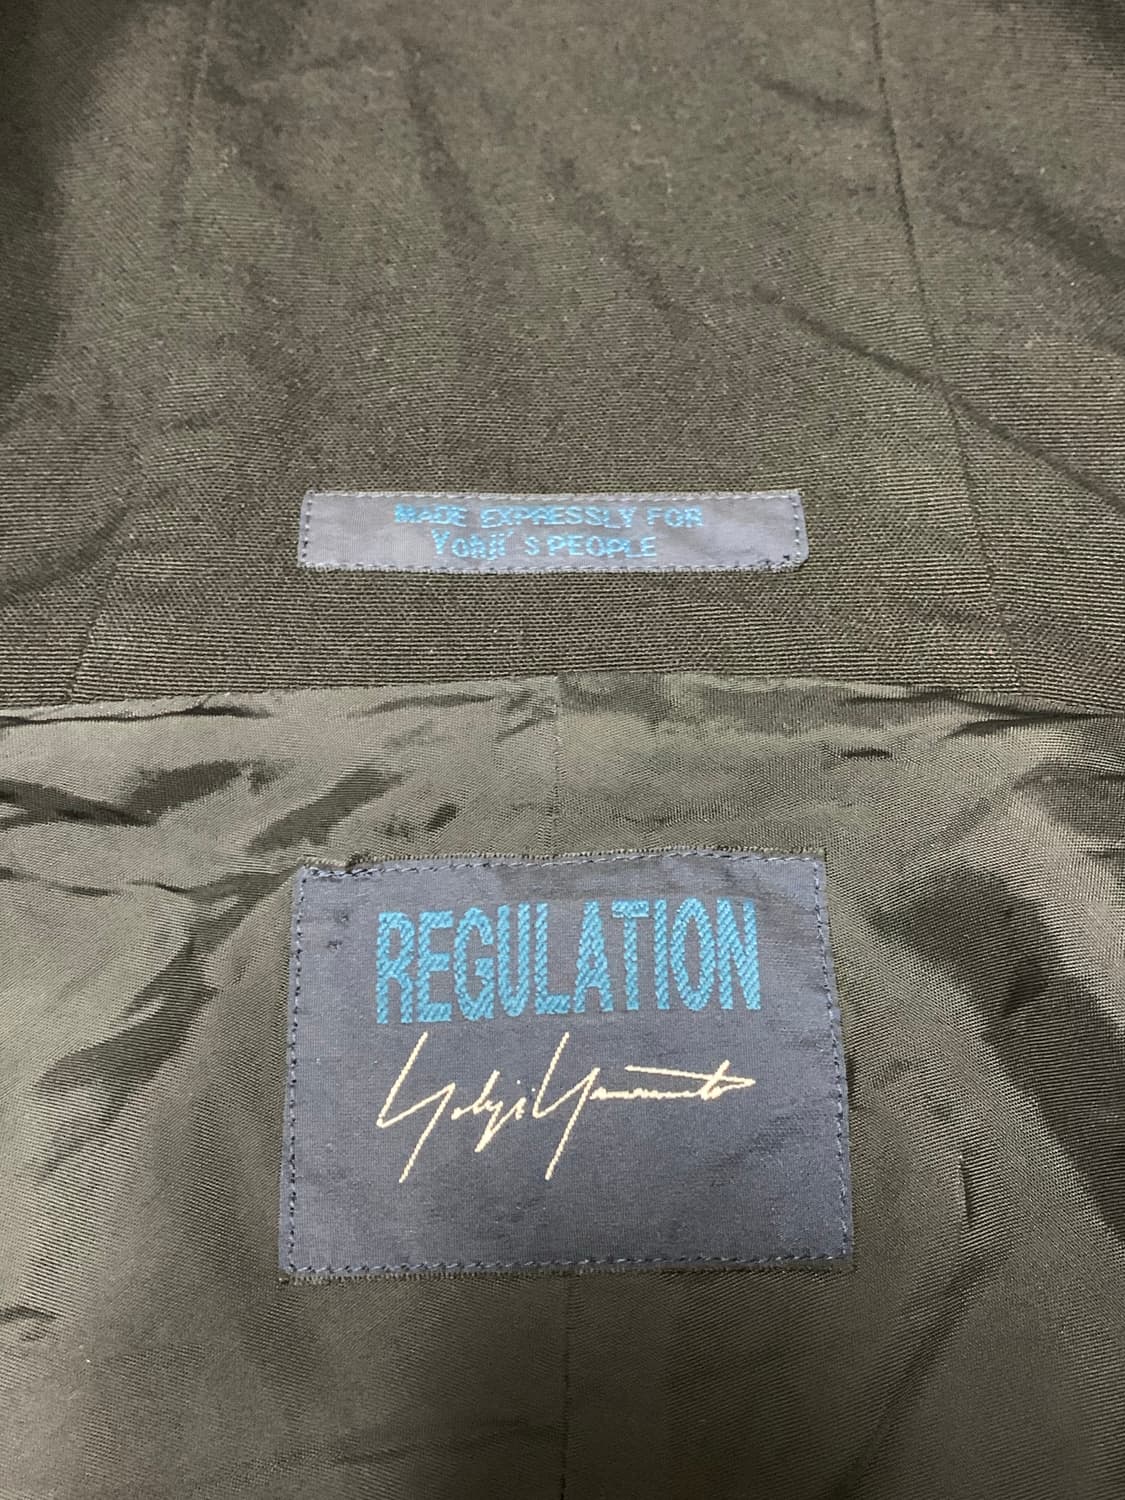 MADE EXPRESSLY FOR
Yohji's PEOPLE
REGULATION
Yohji Yamamoto